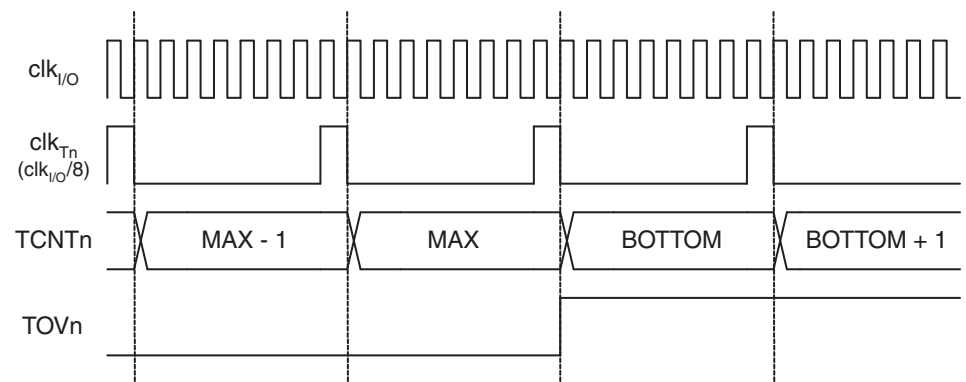 clkI/O
clkTn
(clkI/O/8)
TCNTn MAX - 1 MAX BOTTOM BOTTOM + 1
TOVn